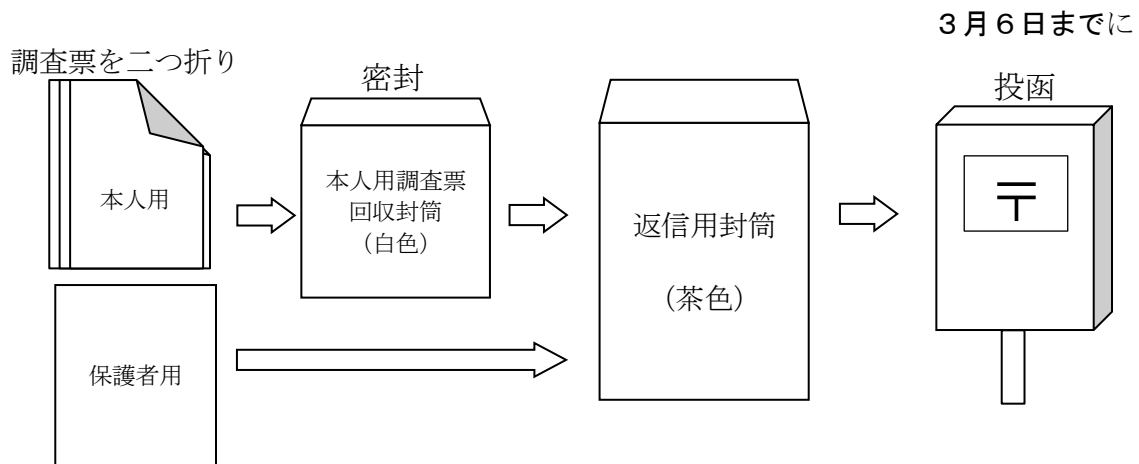 ３月６日までに
調査票を二つ折り
密封
投函
本人用
本人用調査票
回収封筒
（白色）
返信用封筒
（茶色）
〒
保護者用